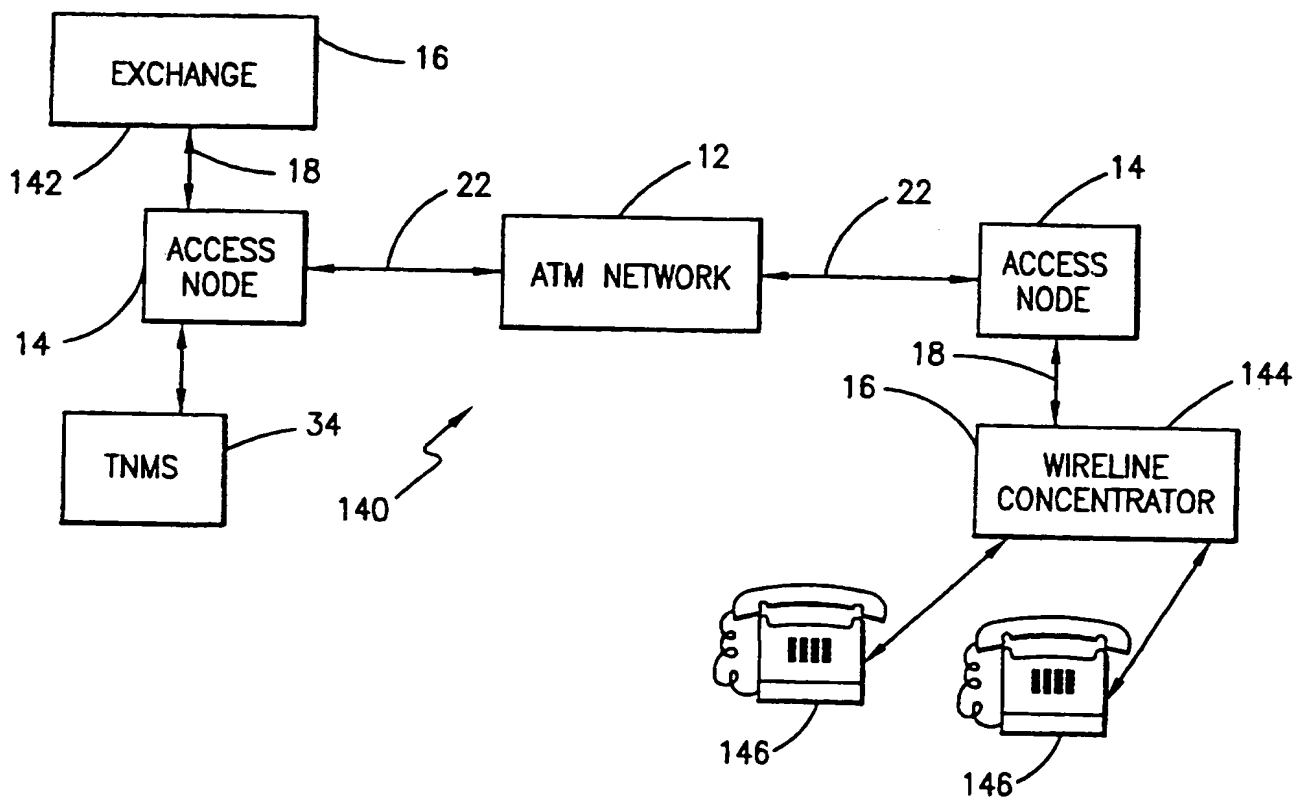 EXCHANGE
16
142
18
ACCESS
NODE
14
22
12
ATM NETWORK
22
14
ACCESS
NODE
34
TNMS
140
18
16
144
WIRELINE
CONCENTRATOR
146
146